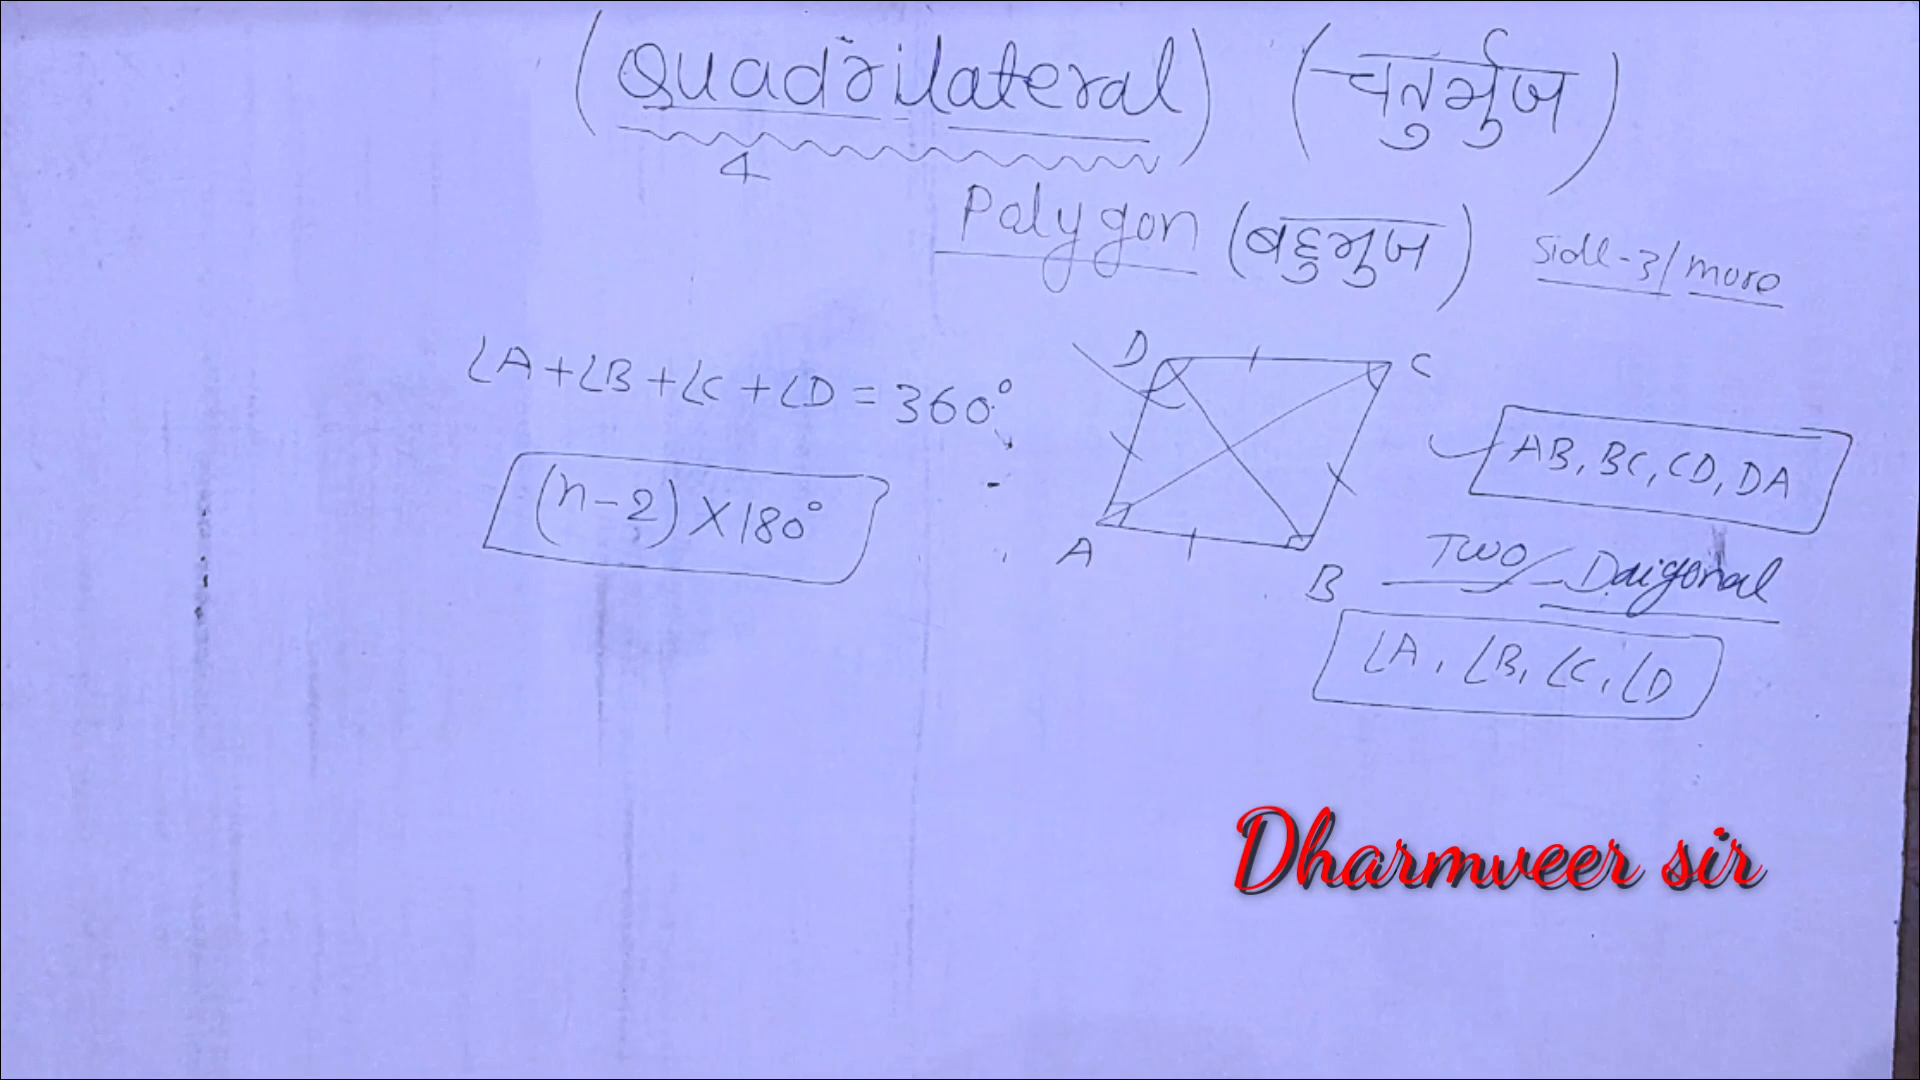 (Quadrilateral) (चतुर्भुज)
4
Polygon (बहुभुज) Side-3/more
∠A+∠B+∠C+∠D=360°
(n-2)×180°
D C
A B
AB, BC, CD, DA
Two Daigonal
∠A, ∠B, ∠C, ∠D
Dharmveer sir